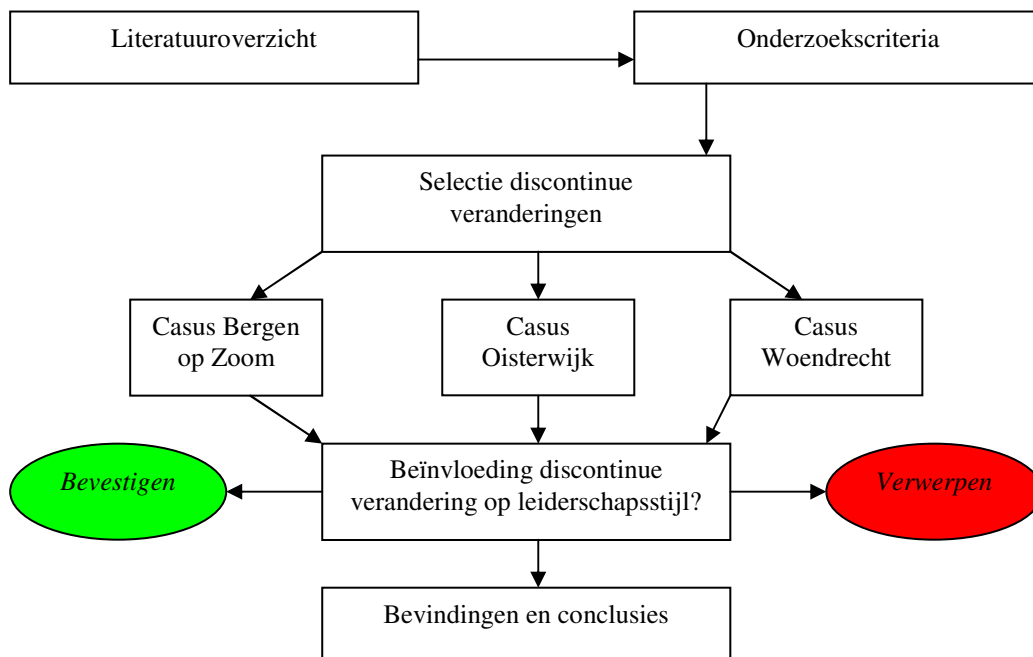 Literatuuroverzicht
Onderzoekscriteria
Selectie discontinue
veranderingen
Casus Bergen
op Zoom
Casus
Oisterwijk
Casus
Woendrecht
Bevestigen
Beïnvloeding discontinue
verandering op leiderschapsstijl?
Verwerpen
Bevindingen en conclusies